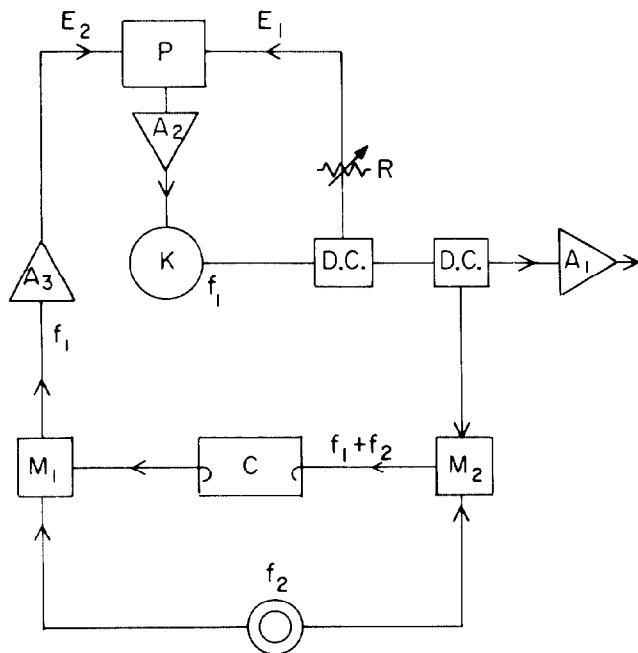 E₂
P
E₁
A₂
R
K
f₁
D.C.
D.C.
A₁
A₃
f₁
M₁
C
f₁+f₂
M₂
f₂